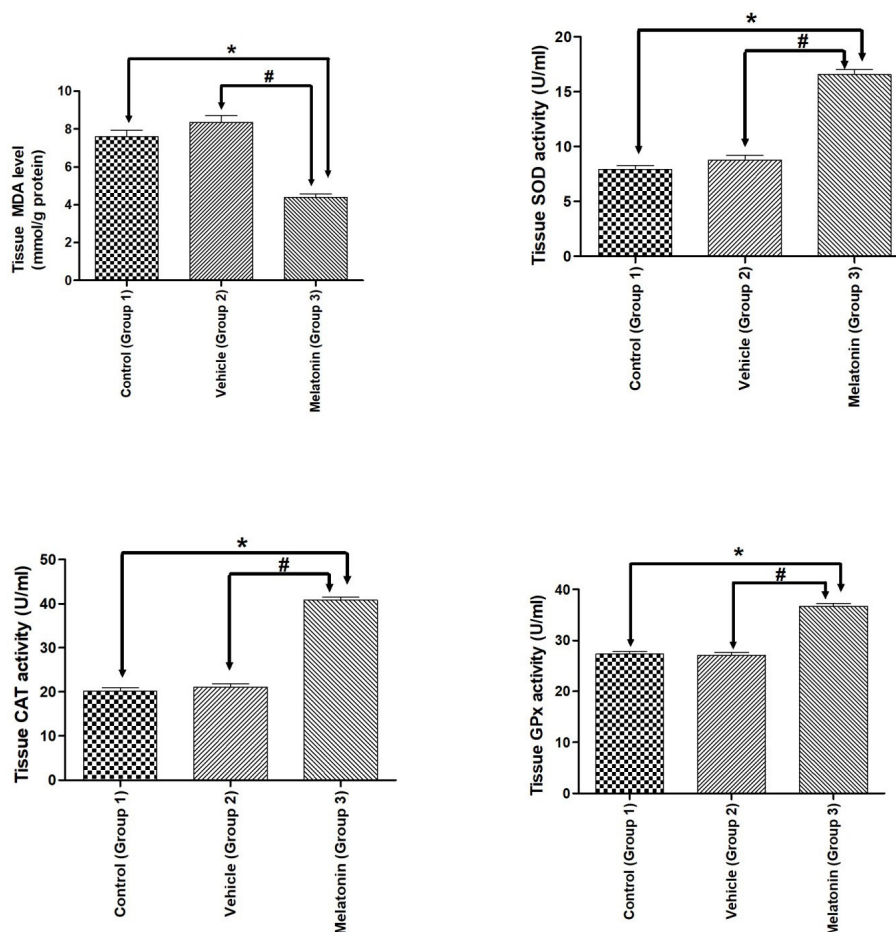 *
#
Tissue MDA level
(mmol/g protein)
10
8
6
4
2
0
Control (Group 1)
Vehicle (Group 2)
Melatonin (Group 3)
*
#
Tissue SOD activity (U/ml)
20
15
10
5
0
Control (Group 1)
Vehicle (Group 2)
Melatonin (Group 3)
*
#
Tissue CAT activity (U/ml)
50
40
30
20
10
0
Control (Group 1)
Vehicle (Group 2)
Melatonin (Group 3)
*
#
Tissue GPx activity (U/ml)
40
30
20
10
0
Control (Group 1)
Vehicle (Group 2)
Melatonin (Group 3)